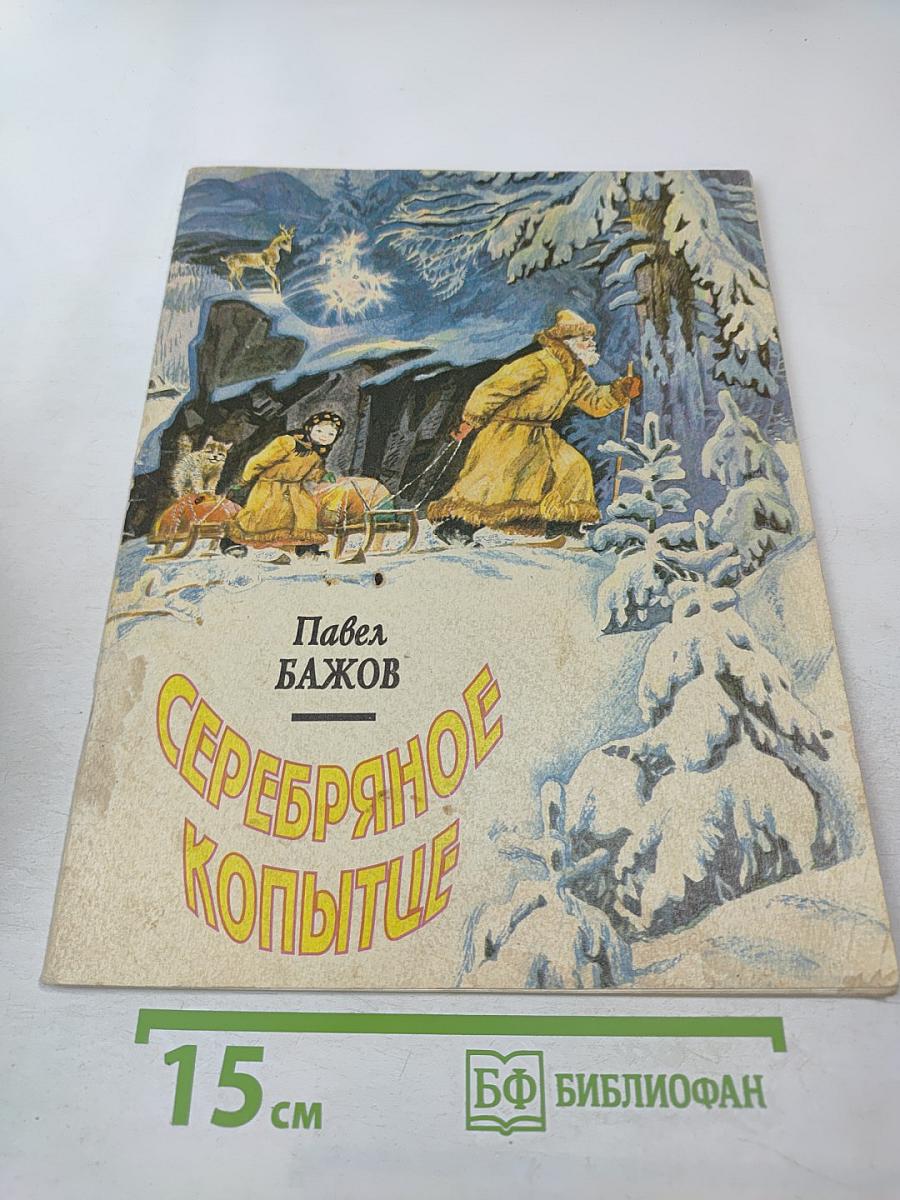 Павел
БАЖОВ
СЕРЕБРЯНОЕ
КОПЫТЦЕ
15 см
БФ БИБЛИОФАН